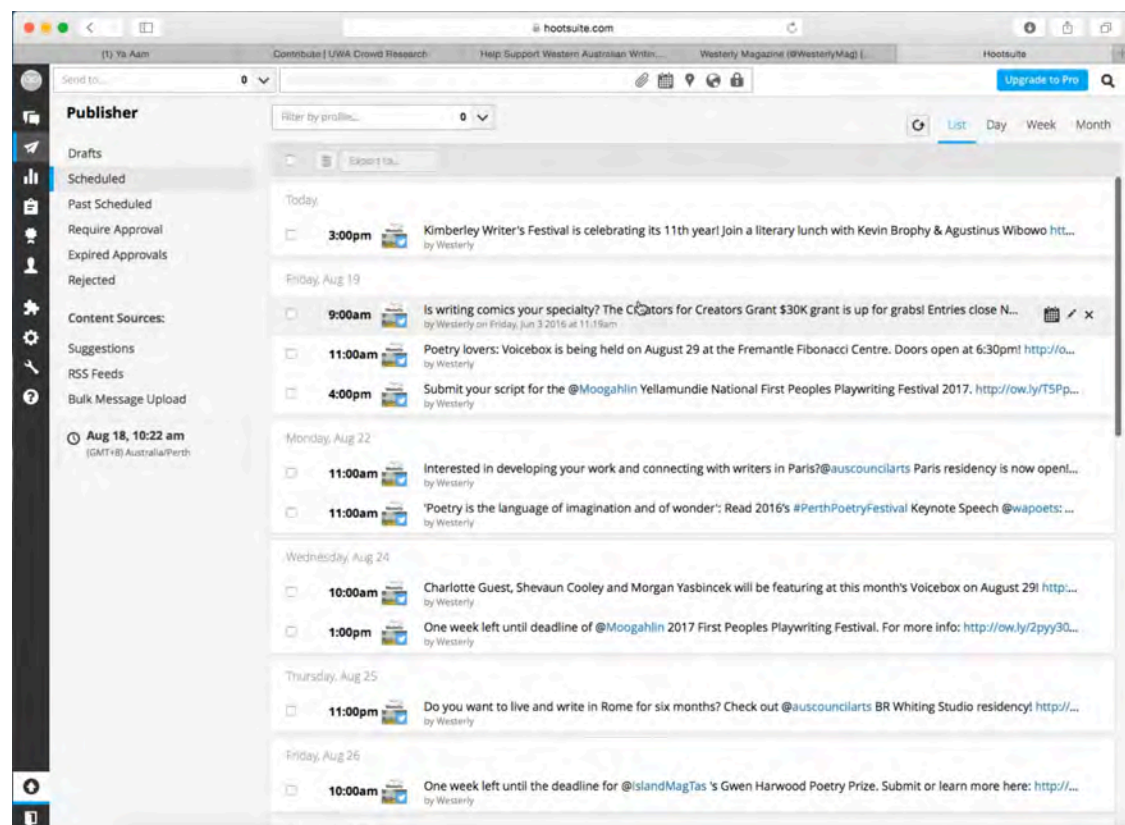 hootsuite.com
(1) Ya Aam
Contribute | UWA Crowd Research
Help Support Western Australian Writin...
Westerly Magazine (@WesterlyMag) |...
Hootsuite
Send to...
0
Upgrade to Pro
Publisher
Filter by profile...
0
List
Day
Week
Month
Drafts
Export to...
Scheduled
Past Scheduled
Require Approval
Expired Approvals
Rejected
Content Sources:
Suggestions
RSS Feeds
Bulk Message Upload
Aug 18, 10:22 am
(GMT+8) Australia/Perth
Today,
3:00pm
Kimberley Writer's Festival is celebrating its 11th year! Join a literary lunch with Kevin Brophy & Agustinus Wibowo htt...
by Westerly
Friday, Aug 19
9:00am
Is writing comics your specialty? The Creators for Creators Grant $30K grant is up for grabs! Entries close N...
by Westerly on Friday, Jun 3 2016 at 11:19am
11:00am
Poetry lovers: Voicebox is being held on August 29 at the Fremantle Fibonacci Centre. Doors open at 6:30pm! http://o...
by Westerly
4:00pm
Submit your script for the @Moogahlin Yellamundie National First Peoples Playwriting Festival 2017. http://ow.ly/T5Pp...
by Westerly
Monday, Aug 22
11:00am
Interested in developing your work and connecting with writers in Paris?@auscouncilarts Paris residency is now open!...
by Westerly
11:00am
'Poetry is the language of imagination and of wonder': Read 2016's #PerthPoetryFestival Keynote Speech @wapoets: ...
by Westerly
Wednesday, Aug 24
10:00am
Charlotte Guest, Shevaun Cooley and Morgan Yasbincek will be featuring at this month's Voicebox on August 29! http:...
by Westerly
1:00pm
One week left until deadline of @Moogahlin 2017 First Peoples Playwriting Festival. For more info: http://ow.ly/2pyy30...
by Westerly
Thursday, Aug 25
11:00pm
Do you want to live and write in Rome for six months? Check out @auscouncilarts BR Whiting Studio residency! http://...
by Westerly
Friday, Aug 26
10:00am
One week left until the deadline for @IslandMagTas 's Gwen Harwood Poetry Prize. Submit or learn more here: http://...
by Westerly